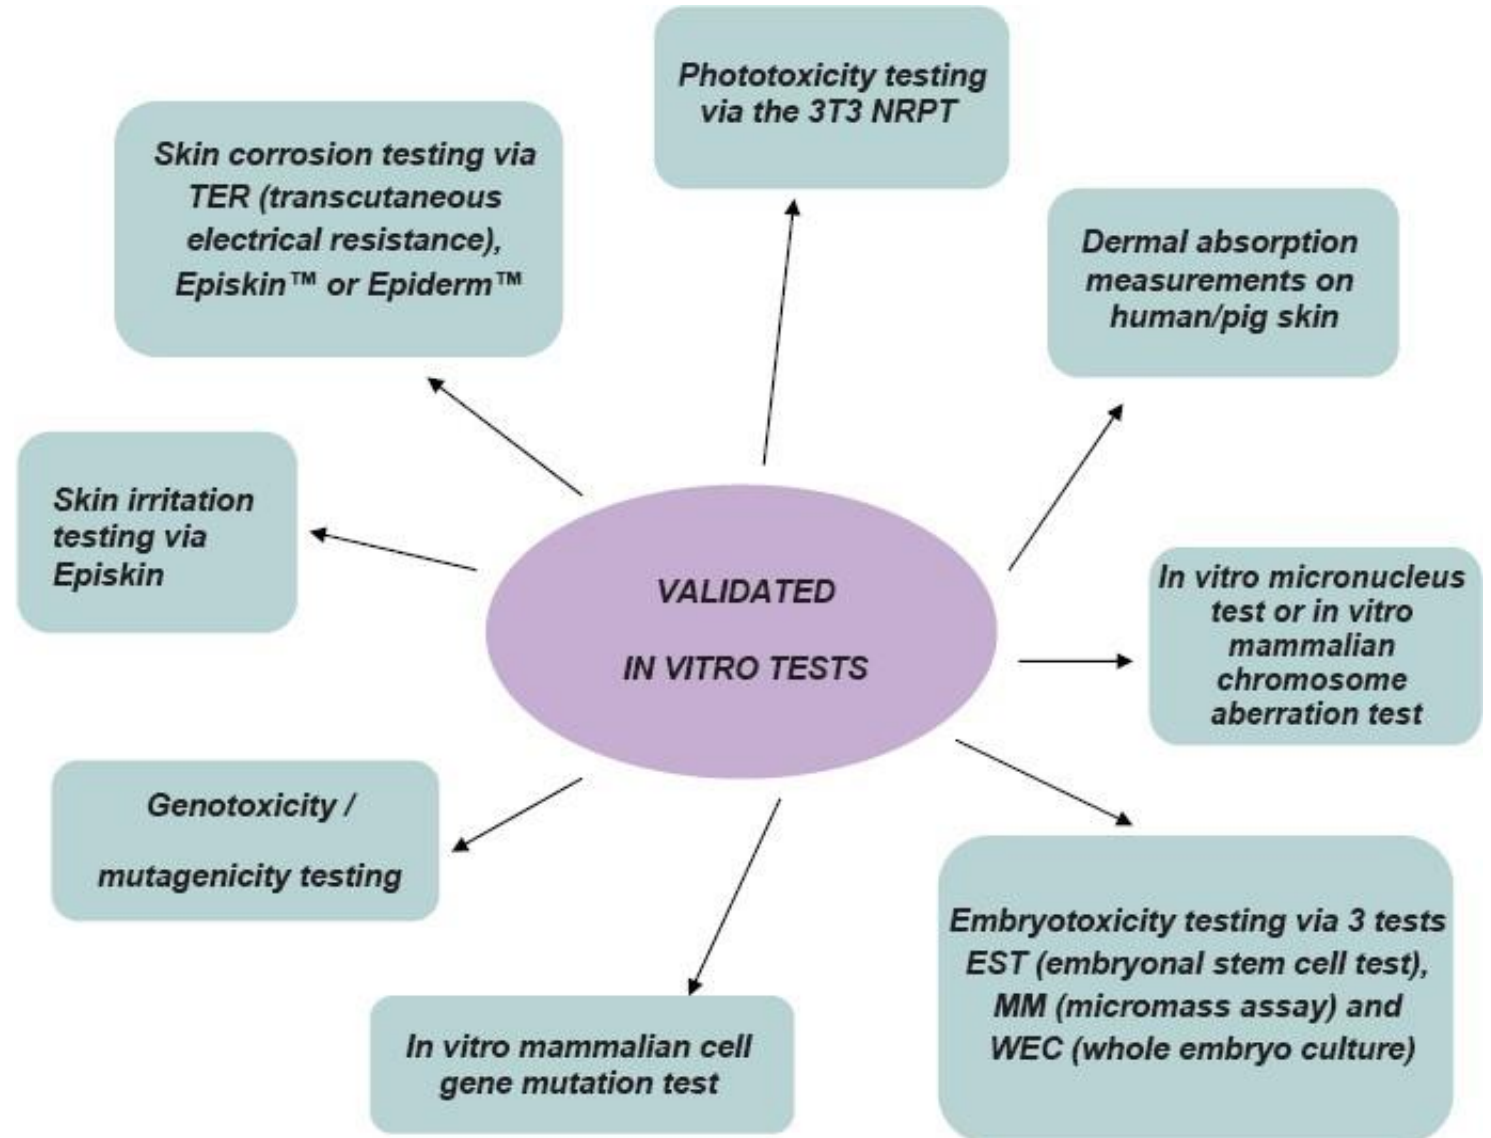 Phototoxicity testing
via the 3T3 NRPT
Skin corrosion testing via
TER (transcutaneous
electrical resistance),
Episkin™ or Epiderm™
Dermal absorption
measurements on
human/pig skin
Skin irritation
testing via
Episkin
VALIDATED
IN VITRO TESTS
In vitro micronucleus
test or in vitro
mammalian
chromosome
aberration test
Genotoxicity /
mutagenicity testing
Embryotoxicity testing via 3 tests
EST (embryonal stem cell test),
MM (micromass assay) and
WEC (whole embryo culture)
In vitro mammalian cell
gene mutation test